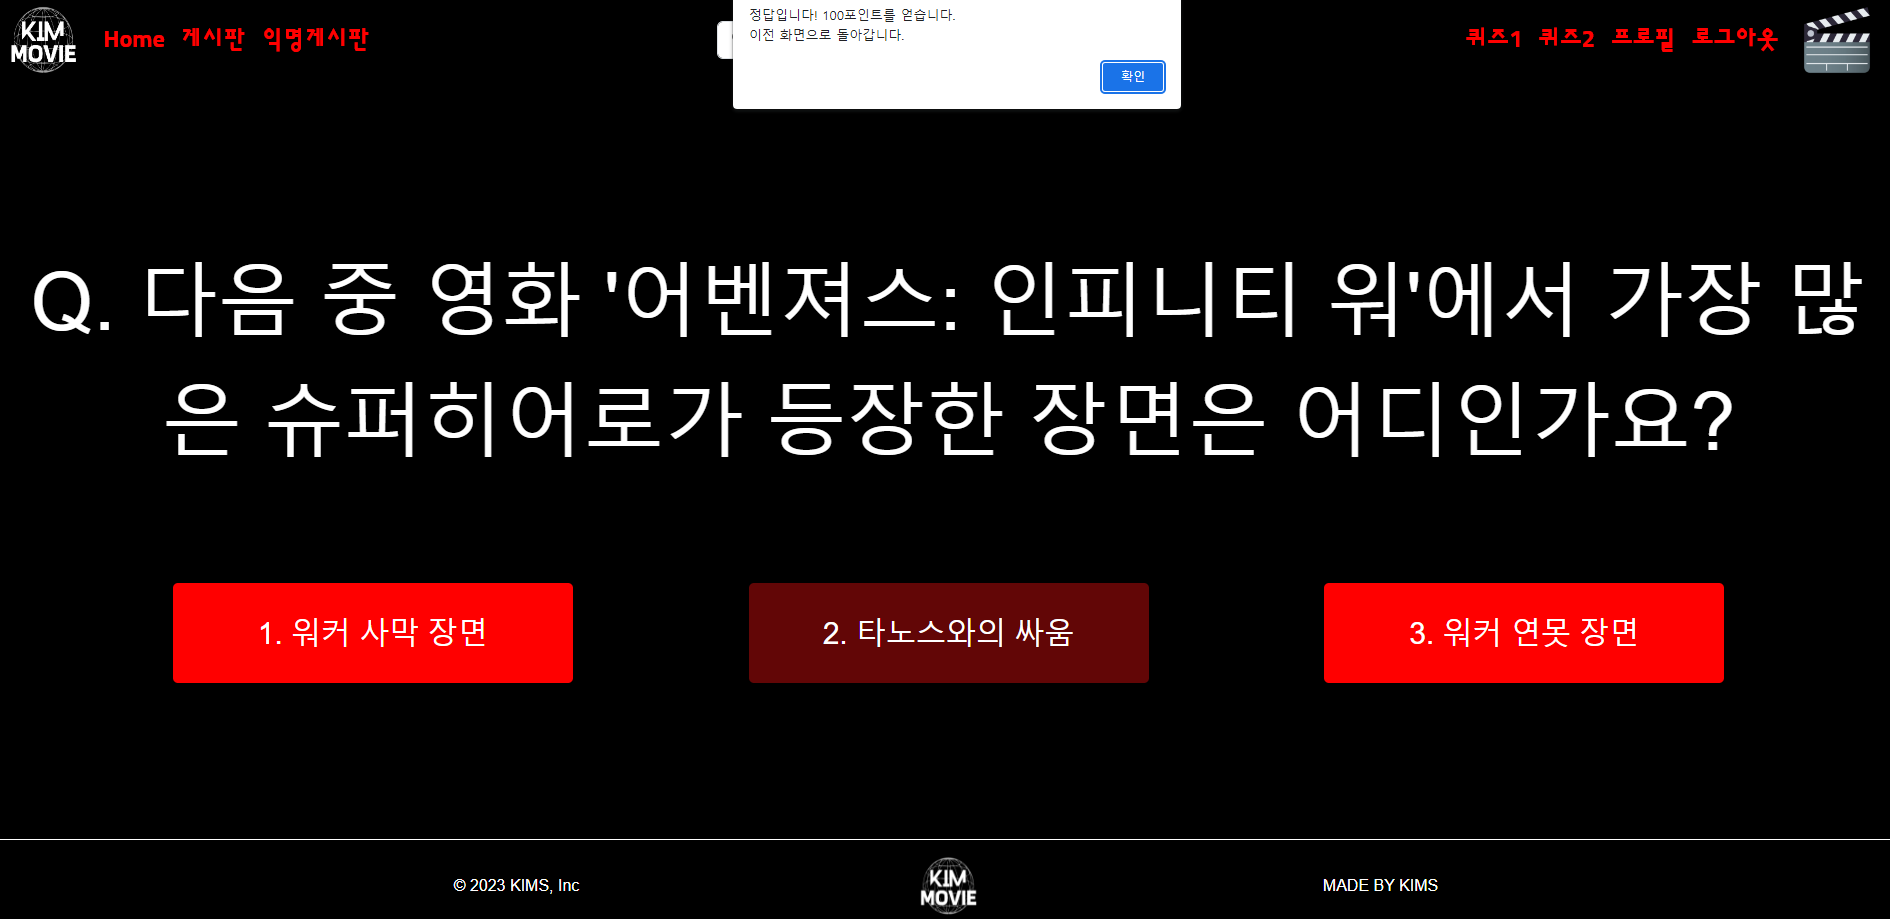 KIM
MOVIE
Home 게시판 익명게시판
정답입니다! 100포인트를 얻습니다.
이전 화면으로 돌아갑니다.
확인
퀴즈1 퀴즈2 프로필 로그아웃
Q. 다음 중 영화 '어벤져스: 인피니티 워'에서 가장 많
은 슈퍼히어로가 등장한 장면은 어디인가요?
1. 워커 사막 장면
2. 타노스와의 싸움
3. 워커 연못 장면
© 2023 KIMS, Inc
KIM
MOVIE
MADE BY KIMS